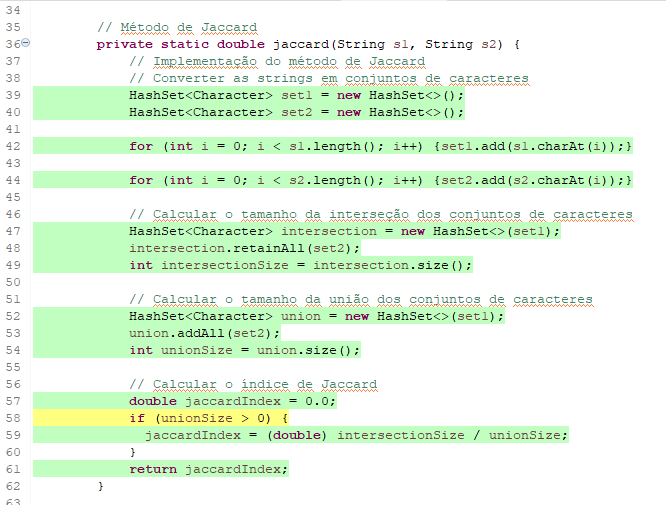 34
35 // Método de Jaccard
36 private static double jaccard(String s1, String s2) {
37 // Implementação do método de Jaccard
38 // Converter as strings em conjuntos de caracteres
39 HashSet<Character> set1 = new HashSet<>();
40 HashSet<Character> set2 = new HashSet<>();
41
42 for (int i = 0; i < s1.length(); i++) {set1.add(s1.charAt(i));}
43
44 for (int i = 0; i < s2.length(); i++) {set2.add(s2.charAt(i));}
45
46 // Calcular o tamanho da interseção dos conjuntos de caracteres
47 HashSet<Character> intersection = new HashSet<>(set1);
48 intersection.retainAll(set2);
49 int intersectionSize = intersection.size();
50
51 // Calcular o tamanho da união dos conjuntos de caracteres
52 HashSet<Character> union = new HashSet<>(set1);
53 union.addAll(set2);
54 int unionSize = union.size();
55
56 // Calcular o índice de Jaccard
57 double jaccardIndex = 0.0;
58 if (unionSize > 0) {
59 jaccardIndex = (double) intersectionSize / unionSize;
60 }
61 return jaccardIndex;
62 }
63